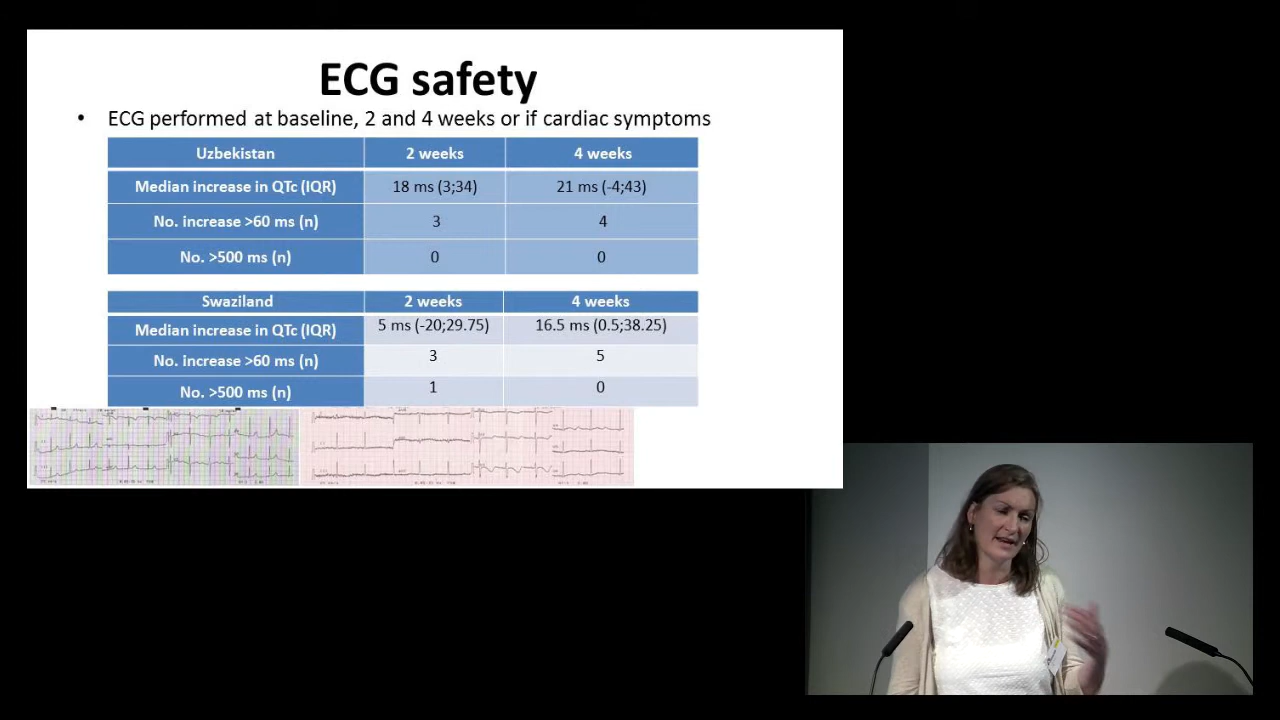 ECG safety
• ECG performed at baseline, 2 and 4 weeks or if cardiac symptoms
Uzbekistan 2 weeks 4 weeks
Median increase in QTc (IQR) 18 ms (3;34) 21 ms (-4;43)
No. increase >60 ms (n) 3 4
No. >500 ms (n) 0 0
Swaziland 2 weeks 4 weeks
Median increase in QTc (IQR) 5 ms (-20;29.75) 16.5 ms (0.5;38.25)
No. increase >60 ms (n) 3 5
No. >500 ms (n) 1 0